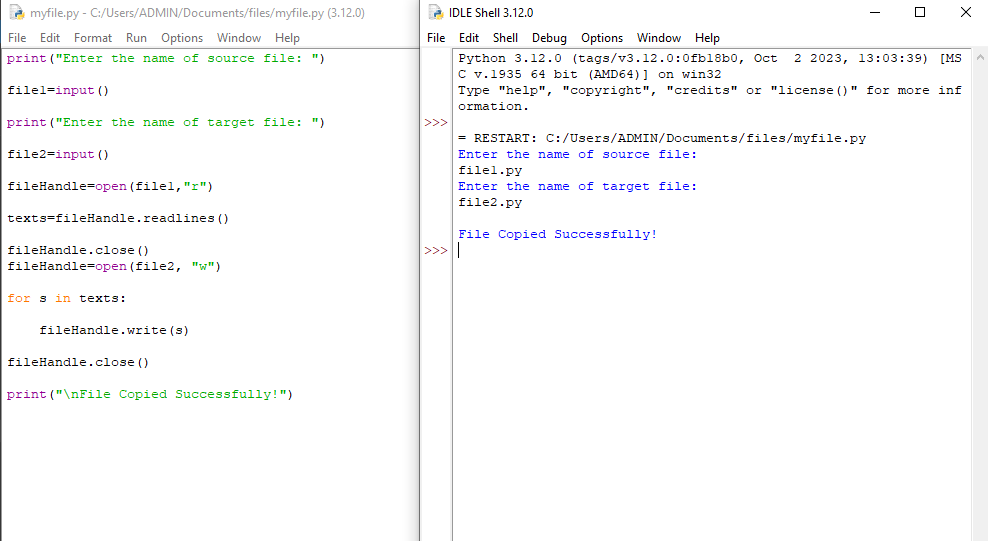 myfile.py - C:/Users/ADMIN/Documents/files/myfile.py (3.12.0)
File Edit Format Run Options Window Help
print("Enter the name of source file: ")
file1=input()
print("Enter the name of target file: ")
file2=input()
fileHandle=open(file1,"r")
texts=fileHandle.readlines()
fileHandle.close()
fileHandle=open(file2, "w")
for s in texts:
    fileHandle.write(s)
fileHandle.close()
print("\nFile Copied Successfully!")
IDLE Shell 3.12.0
File Edit Shell Debug Options Window Help
Python 3.12.0 (tags/v3.12.0:0fb18b0, Oct  2 2023, 13:03:39) [MS
C v.1935 64 bit (AMD64)] on win32
Type "help", "copyright", "credits" or "license()" for more inf
ormation.
>>>
= RESTART: C:/Users/ADMIN/Documents/files/myfile.py
Enter the name of source file:
file1.py
Enter the name of target file:
file2.py
File Copied Successfully!
>>>